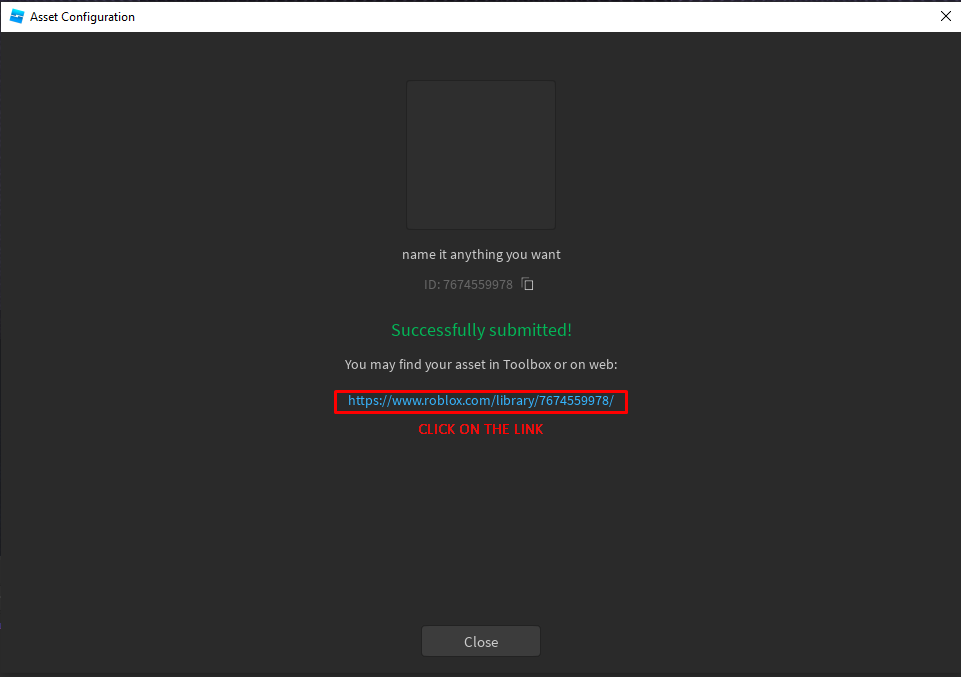 Asset Configuration
name it anything you want
ID: 7674559978
Successfully submitted!
You may find your asset in Toolbox or on web:
https://www.roblox.com/library/7674559978/
CLICK ON THE LINK
Close